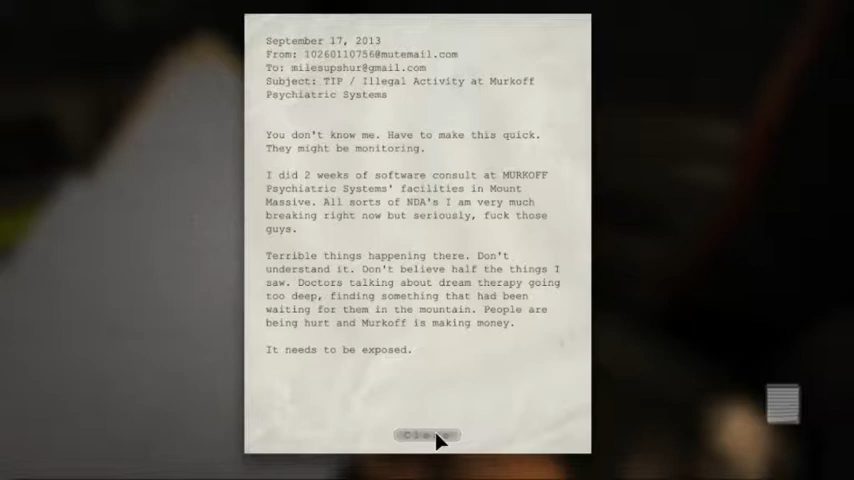 September 17, 2013
From: 10260110756@mutemail.com
To: milesupshur@gmail.com
Subject: TIP / Illegal Activity at Murkoff
Psychiatric Systems
You don't know me. Have to make this quick.
They might be monitoring.
I did 2 weeks of software consult at MURKOFF
Psychiatric Systems' facilities in Mount
Massive. All sorts of NDA's I am very much
breaking right now but seriously, fuck those
guys.
Terrible things happening there. Don't
understand it. Don't believe half the things I
saw. Doctors talking about dream therapy going
too deep, finding something that had been
waiting for them in the mountain. People are
being hurt and Murkoff is making money.
It needs to be exposed.